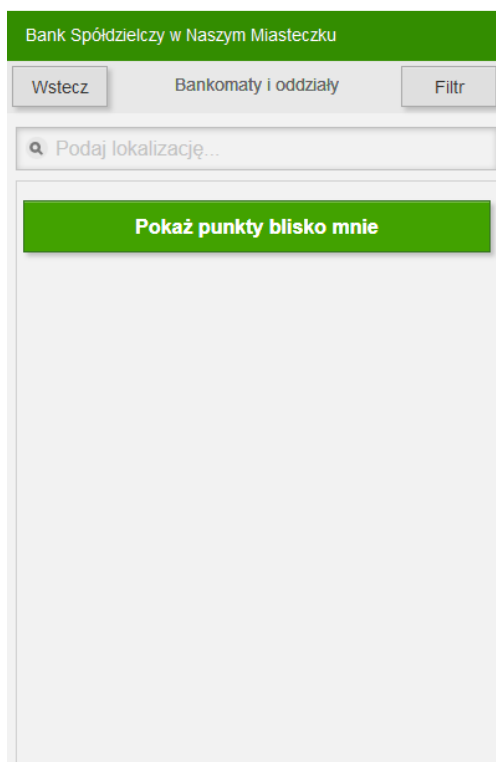 Bank Spółdzielczy w Naszym Miasteczku
Wstecz Bankomaty i oddziały Filtr
Podaj lokalizację...
Pokaż punkty blisko mnie